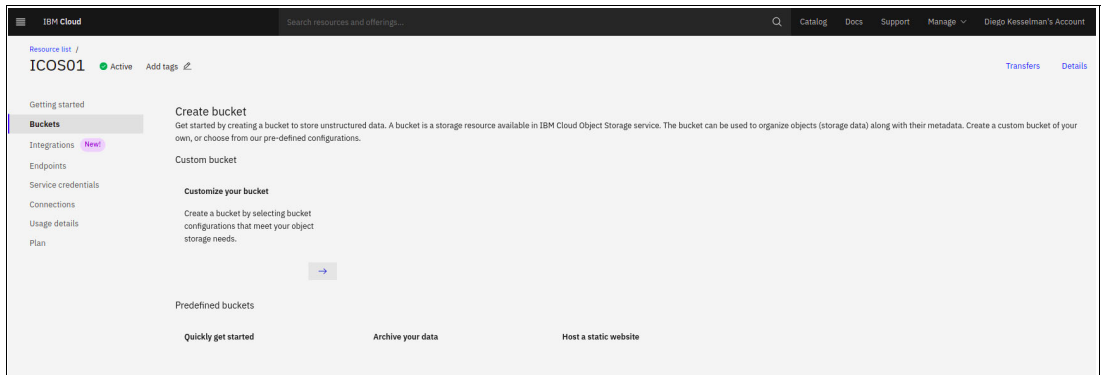 IBM Cloud
Search resources and offerings...
Catalog
Docs
Support
Manage
Diego Kesselman's Account
Resource list /
ICOS01
Active
Add tags
Transfers
Details
Getting started
Buckets
Integrations New!
Endpoints
Service credentials
Connections
Usage details
Plan
Create bucket
Get started by creating a bucket to store unstructured data. A bucket is a storage resource available in IBM Cloud Object Storage service. The bucket can be used to organize objects (storage data) along with their metadata. Create a custom bucket of your
own, or choose from our pre-defined configurations.
Custom bucket
Customize your bucket
Create a bucket by selecting bucket
configurations that meet your object
storage needs.
Predefined buckets
Quickly get started
Archive your data
Host a static website